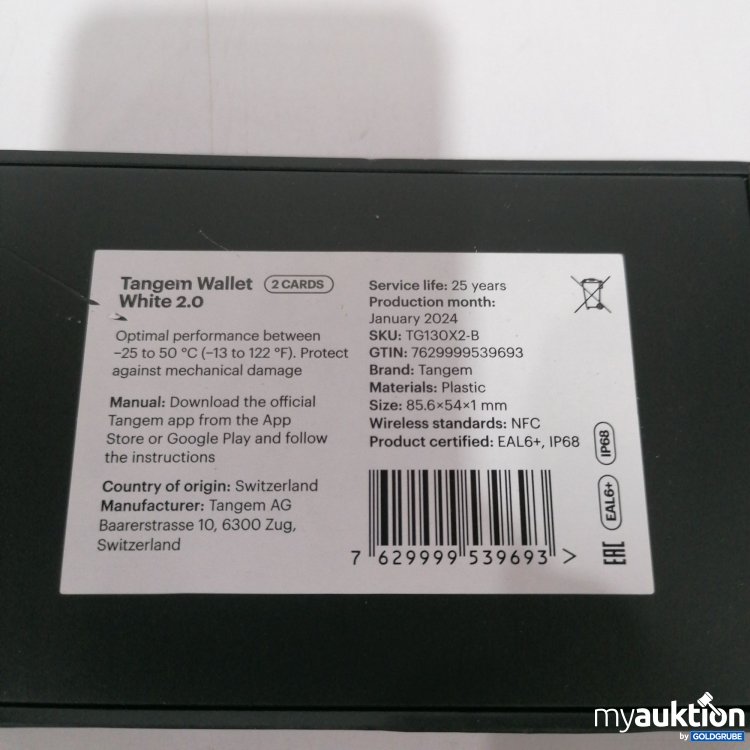 Tangem Wallet 2 CARDS
White 2.0
Optimal performance between
−25 to 50 °C (−13 to 122 °F). Protect
against mechanical damage
Manual: Download the official
Tangem app from the App
Store or Google Play and follow
the instructions
Country of origin: Switzerland
Manufacturer: Tangem AG
Baarerstrasse 10, 6300 Zug,
Switzerland
Service life: 25 years
Production month:
January 2024
SKU: TG130X2-B
GTIN: 7629999539693
Brand: Tangem
Materials: Plastic
Size: 85.6×54×1 mm
Wireless standards: NFC
Product certified: EAL6+, IP68
IP68
EAL6+
EAC
7 629999 539693 >
myauktion
by GOLDGRUBE